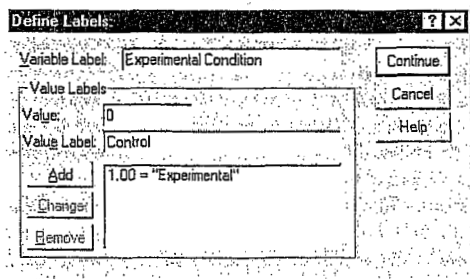 Define Labels:
Variable Label: Experimental Condition
Continue
Value Labels
Cancel
Value: 0
Help
Value Label: Control
Add
1.00 = "Experimental"
Change
Remove